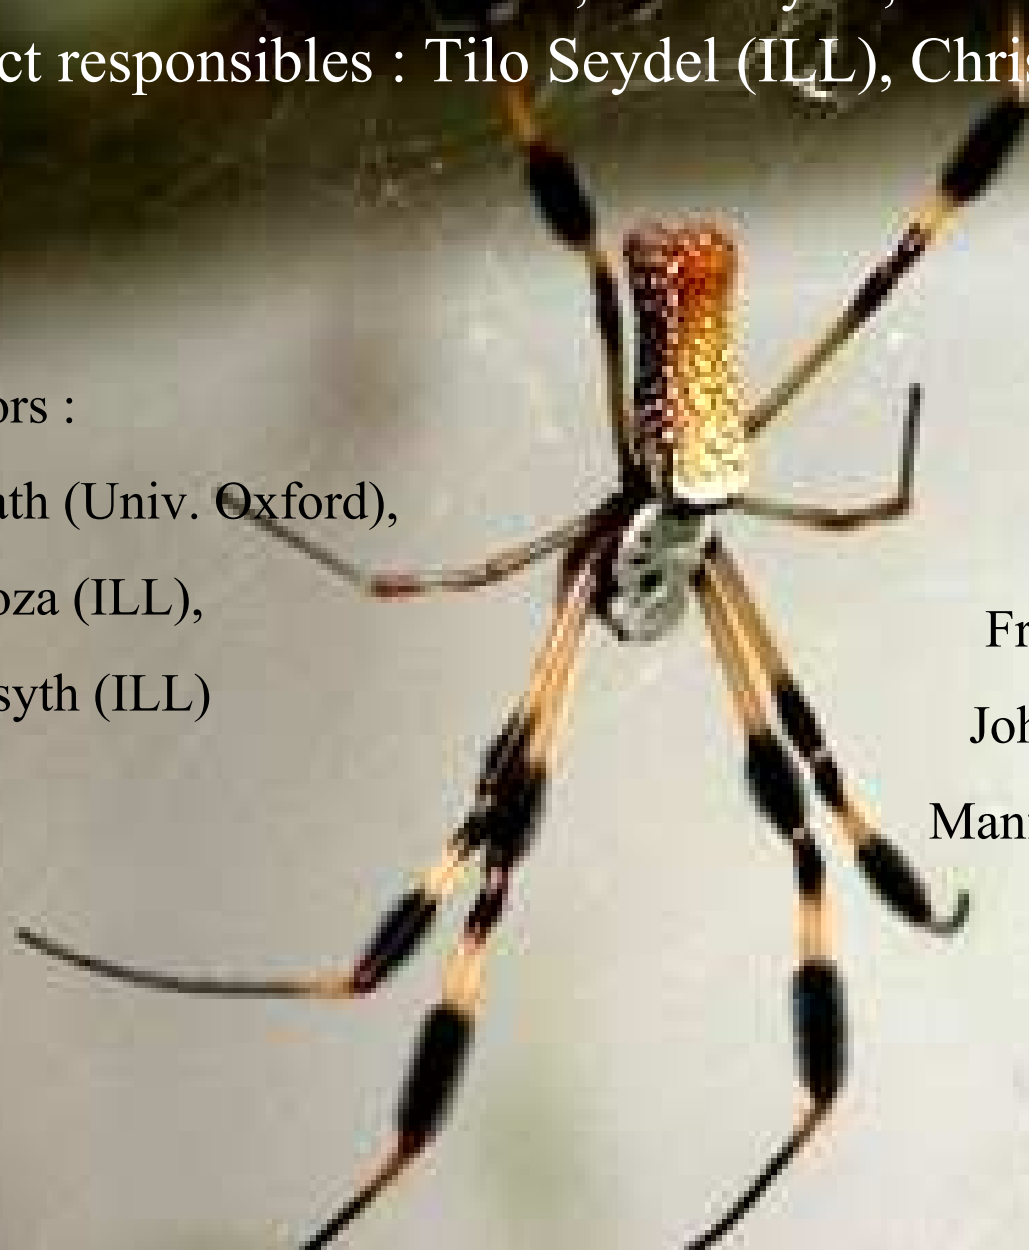 ct responsibles : Tilo Seydel (ILL), Chris
ors :
ath (Univ. Oxford),
oza (ILL),
syth (ILL)
Fr
Joh
Man